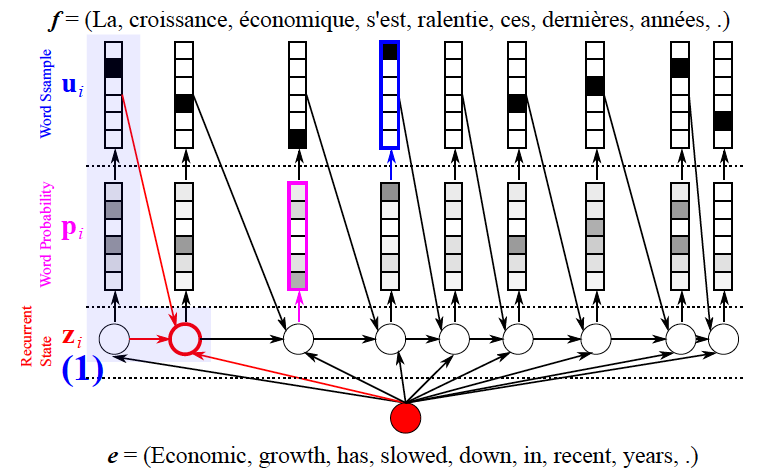 f = (La, croissance, économique, s'est, ralentie, ces, dernières, années, .)
Word Ssample
u_i
Word Probability
p_i
Recurrent
State
z_i
(1)
e = (Economic, growth, has, slowed, down, in, recent, years, .)